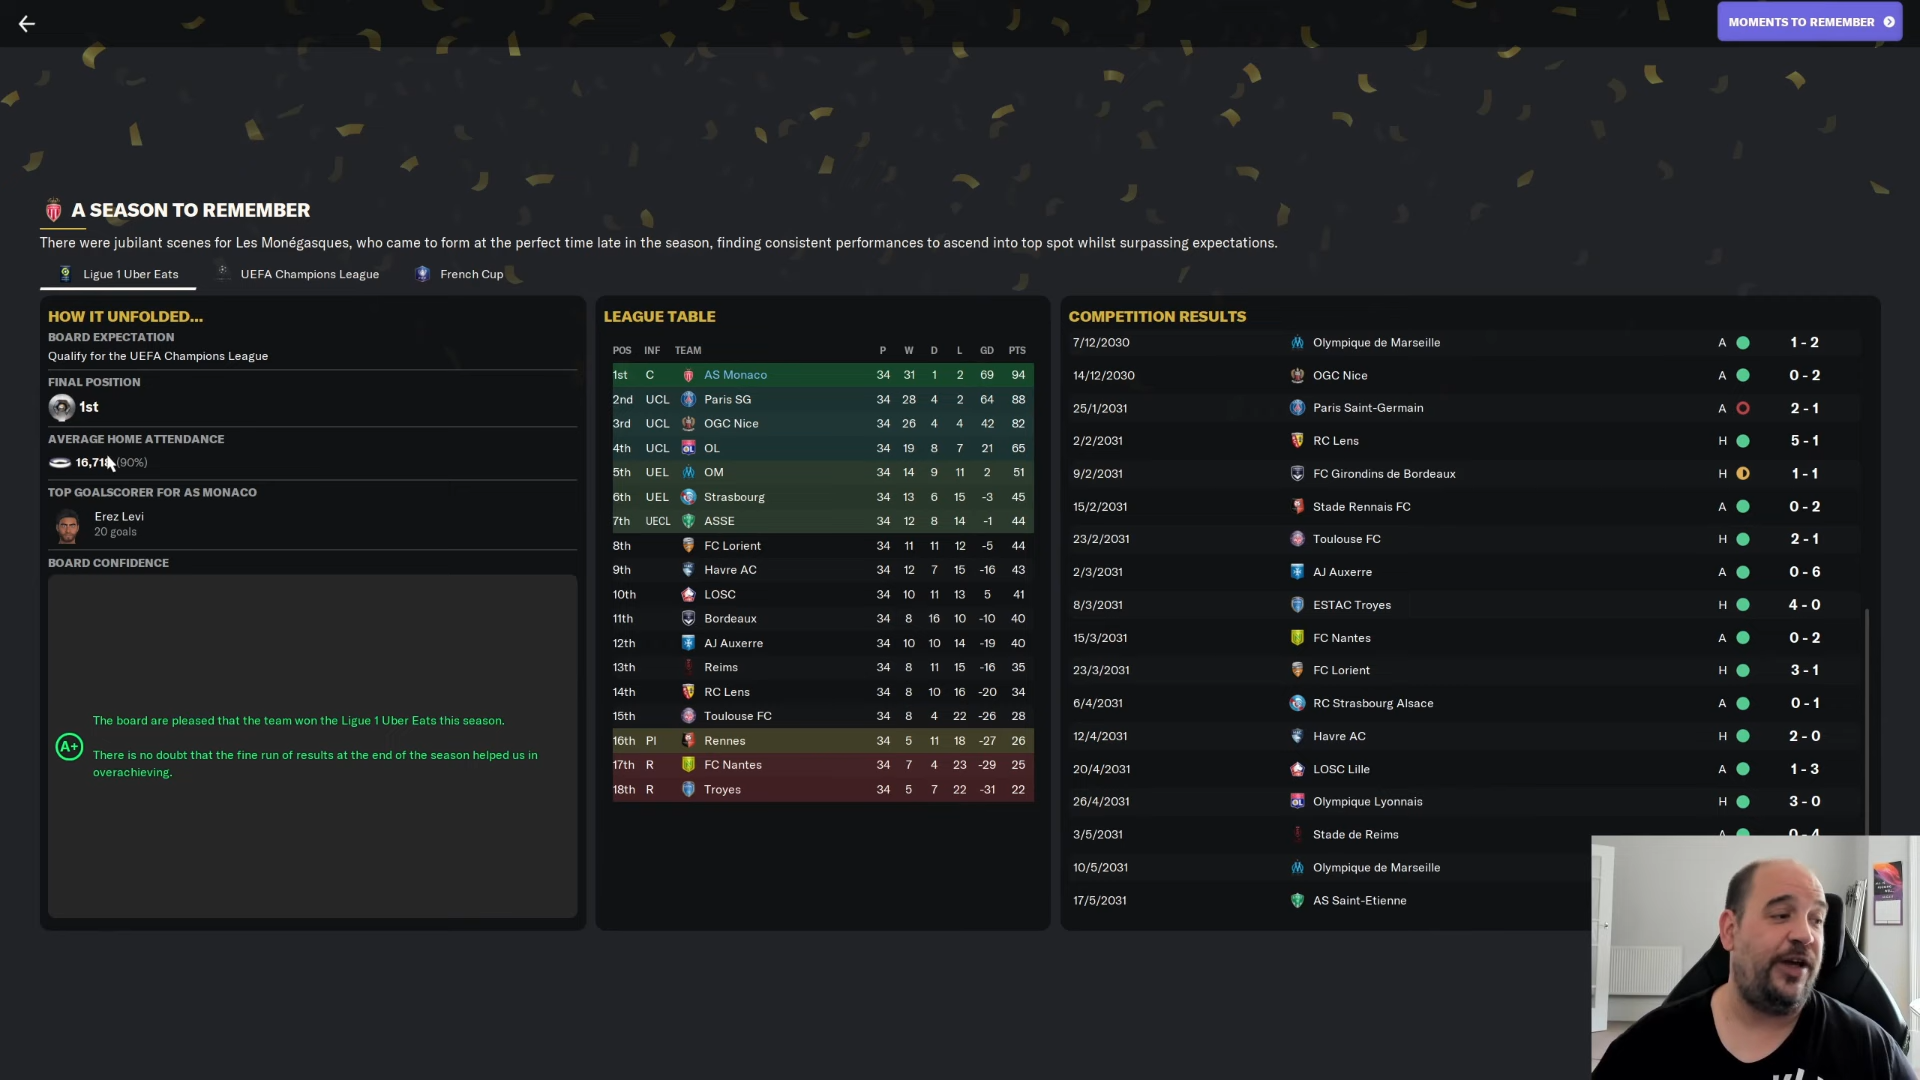 MOMENTS TO REMEMBER
A SEASON TO REMEMBER
There were jubilant scenes for Les Monégasques, who came to form at the perfect time late in the season, finding consistent performances to ascend into top spot whilst surpassing expectations.
Ligue 1 Uber Eats UEFA Champions League French Cup
HOW IT UNFOLDED...
BOARD EXPECTATION
Qualify for the UEFA Champions League
FINAL POSITION
1st
AVERAGE HOME ATTENDANCE
16,718 (90%)
TOP GOALSCORER FOR AS MONACO
Erez Levi
20 goals
BOARD CONFIDENCE
A+
The board are pleased that the team won the Ligue 1 Uber Eats this season.
There is no doubt that the fine run of results at the end of the season helped us in
overachieving.
LEAGUE TABLE
POS INF TEAM P W D L GD PTS
1st C AS Monaco 34 31 1 2 69 94
2nd UCL Paris SG 34 28 4 2 64 88
3rd UCL OGC Nice 34 26 4 4 42 82
4th UCL OL 34 19 8 7 21 65
5th UEL OM 34 14 9 11 2 51
6th UEL Strasbourg 34 13 6 15 -3 45
7th UECL ASSE 34 12 8 14 -1 44
8th FC Lorient 34 11 11 12 -5 44
9th Havre AC 34 12 7 15 -16 43
10th LOSC 34 10 11 13 5 41
11th Bordeaux 34 8 16 10 -10 40
12th AJ Auxerre 34 10 10 14 -19 40
13th Reims 34 8 11 15 -16 35
14th RC Lens 34 8 10 16 -20 34
15th Toulouse FC 34 8 4 22 -26 28
16th Pl Rennes 34 5 11 18 -27 26
17th R FC Nantes 34 7 4 23 -29 25
18th R Troyes 34 5 7 22 -31 22
COMPETITION RESULTS
7/12/2030 Olympique de Marseille A 1 - 2
14/12/2030 OGC Nice A 0 - 2
25/1/2031 Paris Saint-Germain A 2 - 1
2/2/2031 RC Lens H 5 - 1
9/2/2031 FC Girondins de Bordeaux H 1 - 1
15/2/2031 Stade Rennais FC A 0 - 2
23/2/2031 Toulouse FC H 2 - 1
2/3/2031 AJ Auxerre A 0 - 6
8/3/2031 ESTAC Troyes H 4 - 0
15/3/2031 FC Nantes A 0 - 2
23/3/2031 FC Lorient H 3 - 1
6/4/2031 RC Strasbourg Alsace A 0 - 1
12/4/2031 Havre AC H 2 - 0
20/4/2031 LOSC Lille A 1 - 3
26/4/2031 Olympique Lyonnais H 3 - 0
3/5/2031 Stade de Reims A 0 - 4
10/5/2031 Olympique de Marseille
17/5/2031 AS Saint-Etienne